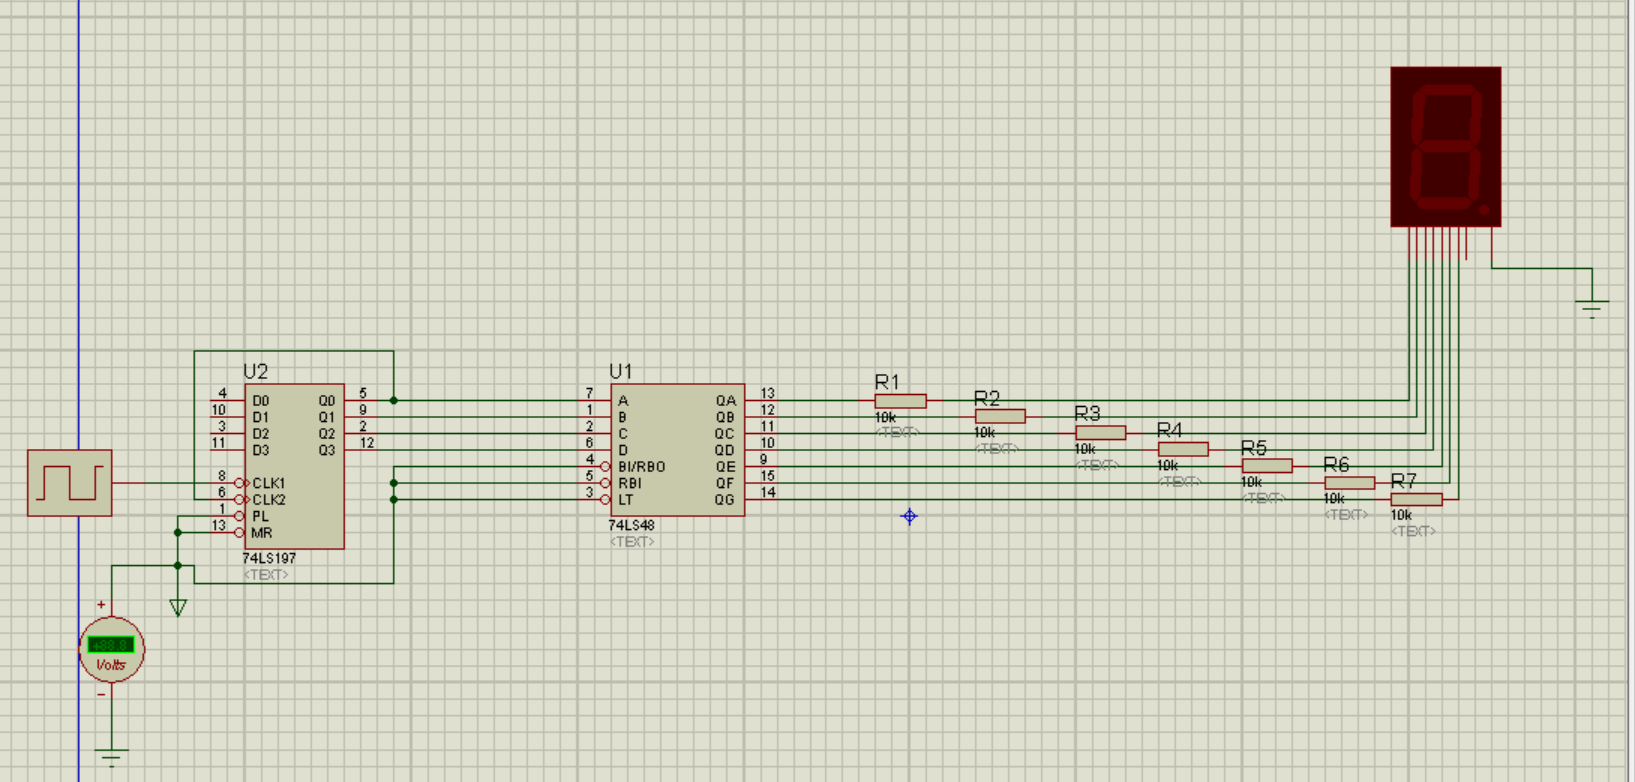 U2
4 D0 Q0 5
10 D1 Q1 9
3 D2 Q2 2
11 D3 Q3 12
8 CLK1
6 CLK2
1 PL
13 MR
74LS197
<TEXT>
+
Volts
-
U1
7 A QA 13
1 B QB 12
2 C QC 11
6 D QD 10
4 BI/RBO QE 9
5 RBI QF 15
3 LT QG 14
74LS48
<TEXT>
R1
10k
<TEXT>
R2
10k
<TEXT>
R3
10k
<TEXT>
R4
10k
<TEXT>
R5
10k
<TEXT>
R6
10k
<TEXT>
R7
10k
<TEXT>